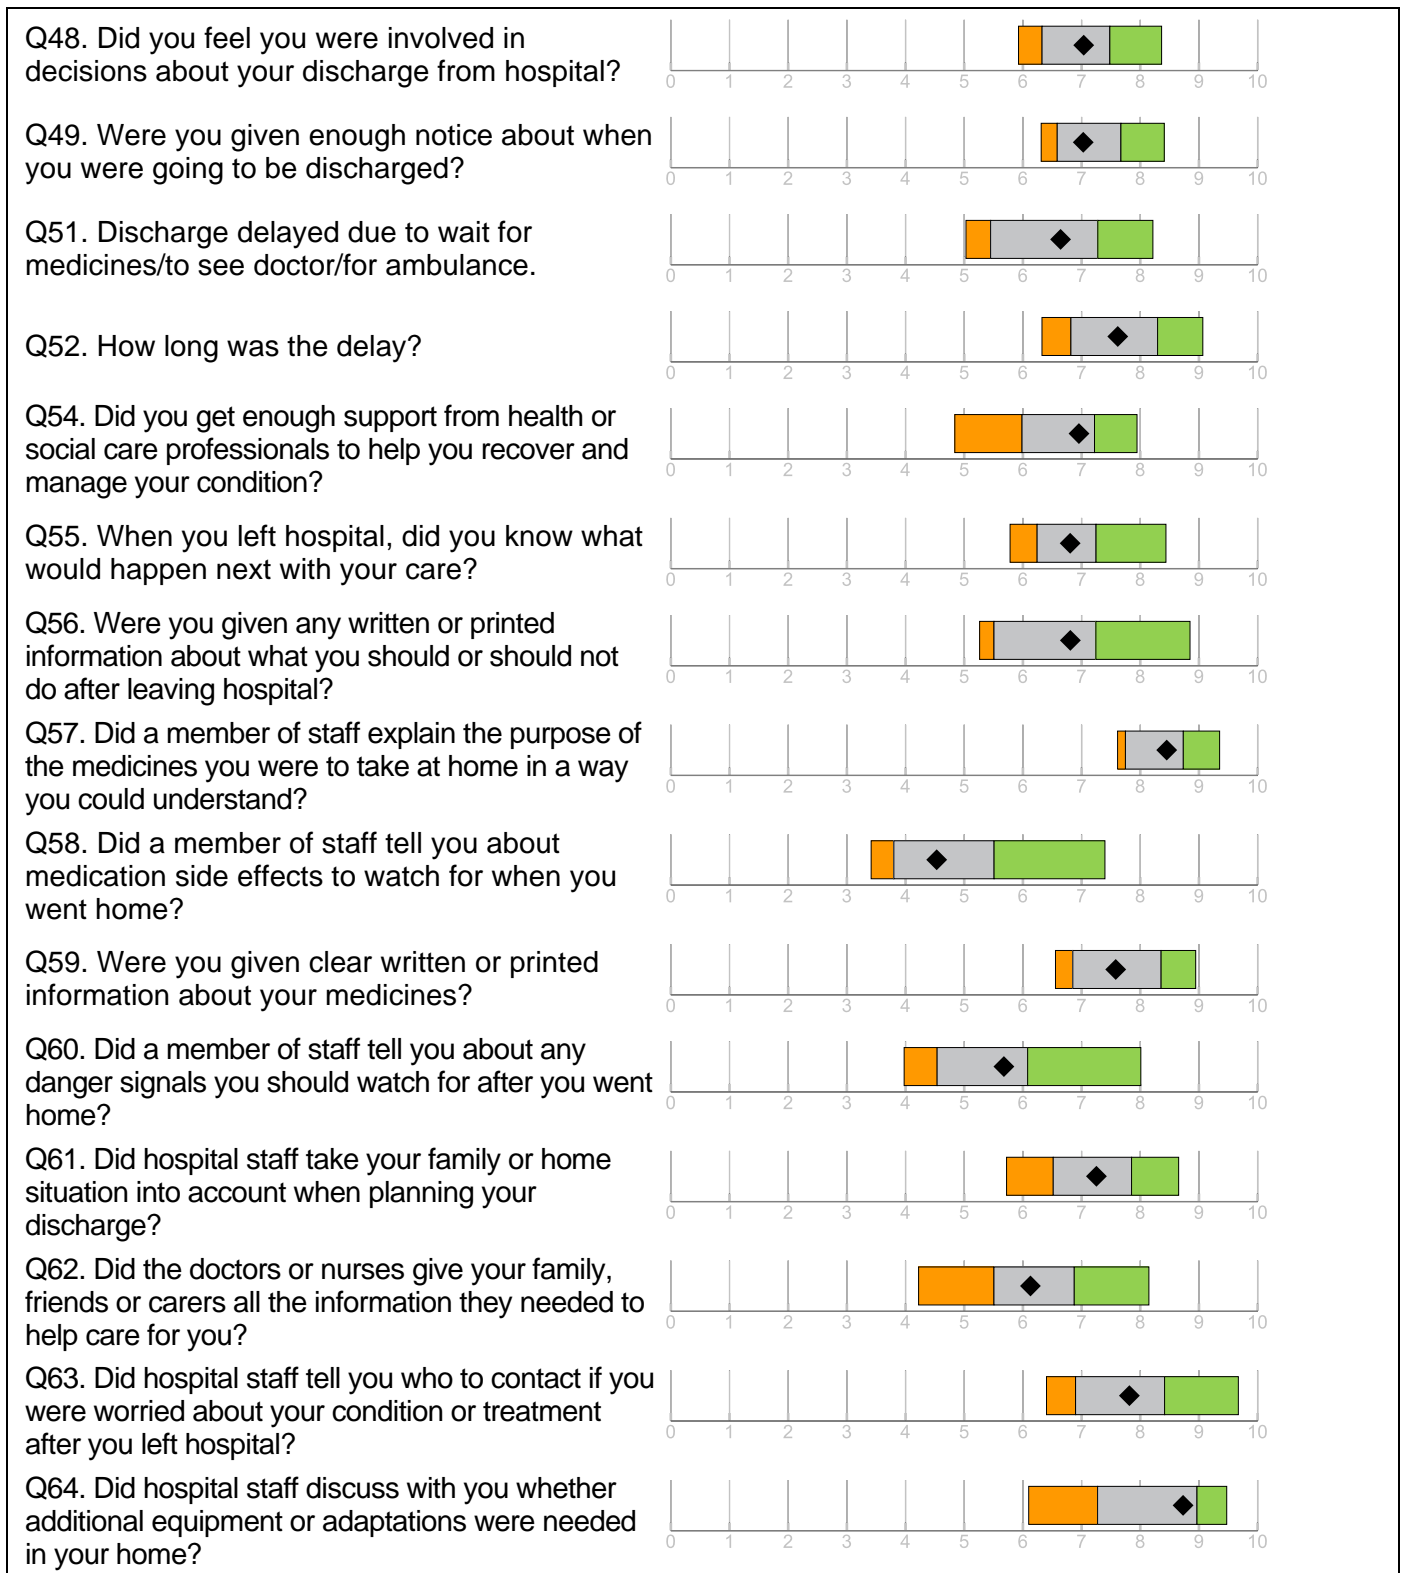 Q48. Did you feel you were involved in
decisions about your discharge from hospital?
0 1 2 3 4 5 6 7 8 9 10
Q49. Were you given enough notice about when
you were going to be discharged?
0 1 2 3 4 5 6 7 8 9 10
Q51. Discharge delayed due to wait for
medicines/to see doctor/for ambulance.
0 1 2 3 4 5 6 7 8 9 10
Q52. How long was the delay?
0 1 2 3 4 5 6 7 8 9 10
Q54. Did you get enough support from health or
social care professionals to help you recover and
manage your condition?
0 1 2 3 4 5 6 7 8 9 10
Q55. When you left hospital, did you know what
would happen next with your care?
0 1 2 3 4 5 6 7 8 9 10
Q56. Were you given any written or printed
information about what you should or should not
do after leaving hospital?
0 1 2 3 4 5 6 7 8 9 10
Q57. Did a member of staff explain the purpose of
the medicines you were to take at home in a way
you could understand?
0 1 2 3 4 5 6 7 8 9 10
Q58. Did a member of staff tell you about
medication side effects to watch for when you
went home?
0 1 2 3 4 5 6 7 8 9 10
Q59. Were you given clear written or printed
information about your medicines?
0 1 2 3 4 5 6 7 8 9 10
Q60. Did a member of staff tell you about any
danger signals you should watch for after you went
home?
0 1 2 3 4 5 6 7 8 9 10
Q61. Did hospital staff take your family or home
situation into account when planning your
discharge?
0 1 2 3 4 5 6 7 8 9 10
Q62. Did the doctors or nurses give your family,
friends or carers all the information they needed to
help care for you?
0 1 2 3 4 5 6 7 8 9 10
Q63. Did hospital staff tell you who to contact if you
were worried about your condition or treatment
after you left hospital?
0 1 2 3 4 5 6 7 8 9 10
Q64. Did hospital staff discuss with you whether
additional equipment or adaptations were needed
in your home?
0 1 2 3 4 5 6 7 8 9 10